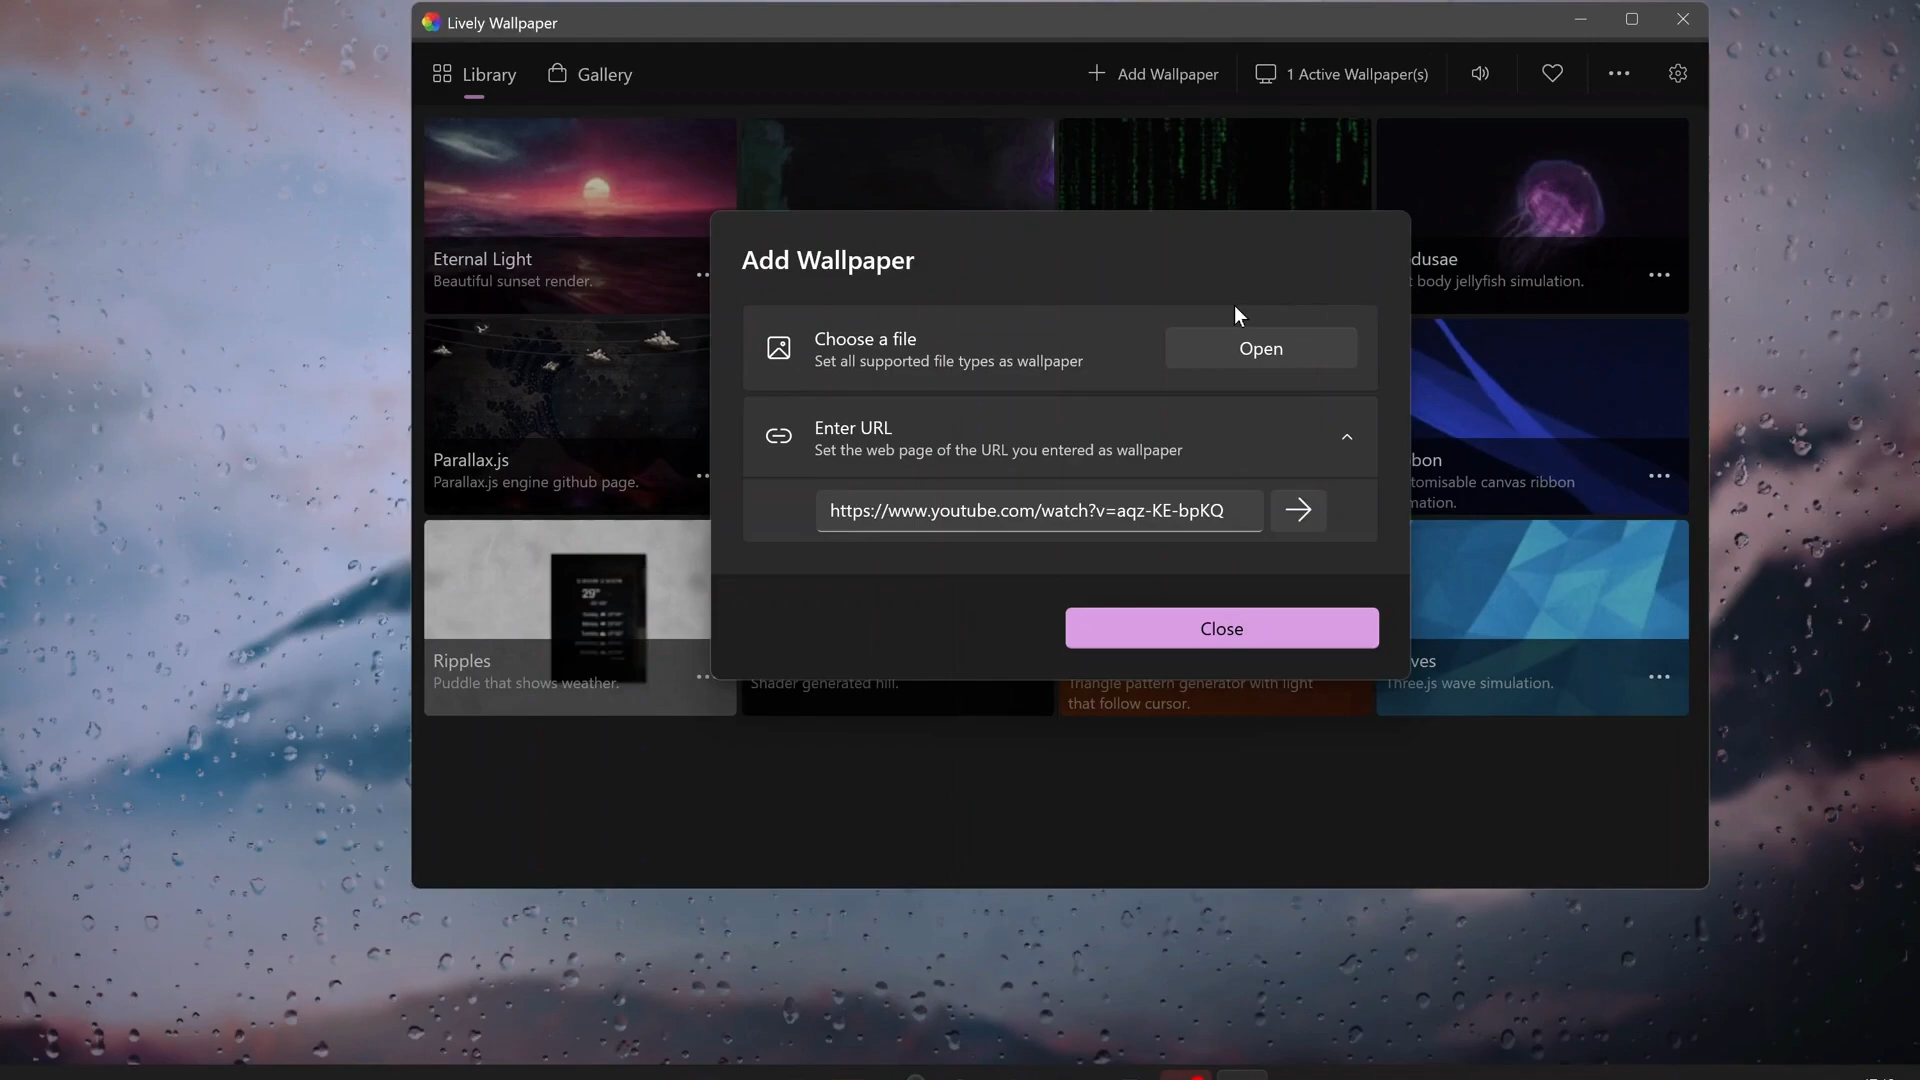 Lively Wallpaper
Library
Gallery
Add Wallpaper
1 Active Wallpaper(s)
Eternal Light
Beautiful sunset render.
dusae
body jellyfish simulation.
Add Wallpaper
Choose a file
Set all supported file types as wallpaper
Open
Enter URL
Set the web page of the URL you entered as wallpaper
https://www.youtube.com/watch?v=aqz-KE-bpKQ
Close
Parallax.js
Parallax.js engine github page.
bon
tomisable canvas ribbon
mation.
29°
Ripples
Puddle that shows weather.
Shader generated hill.
Triangle pattern generator with light
that follow cursor.
ves
Three.js wave simulation.